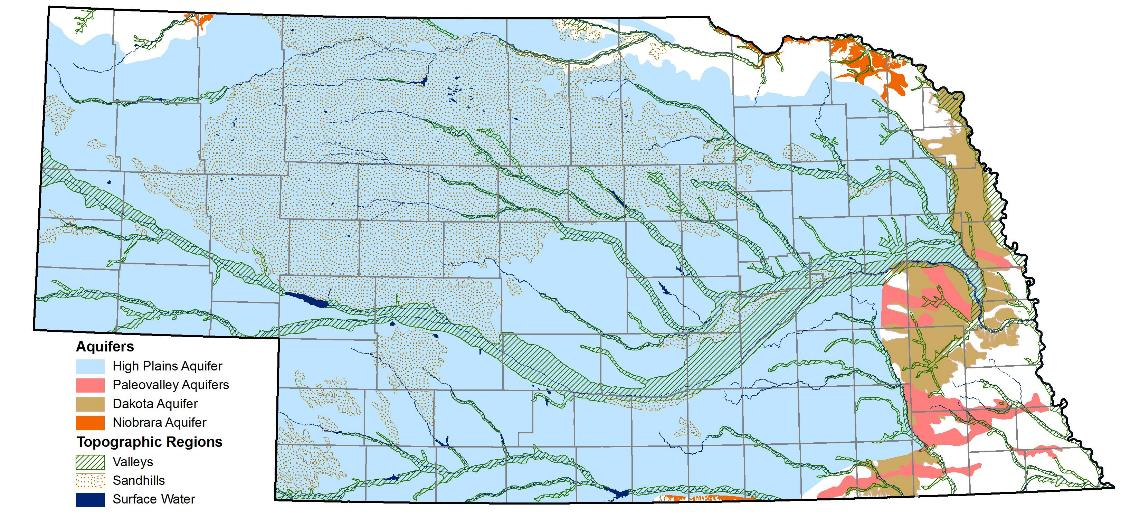 Aquifers
High Plains Aquifer
Paleovalley Aquifers
Dakota Aquifer
Niobrara Aquifer
Topographic Regions
Valleys
Sandhills
Surface Water